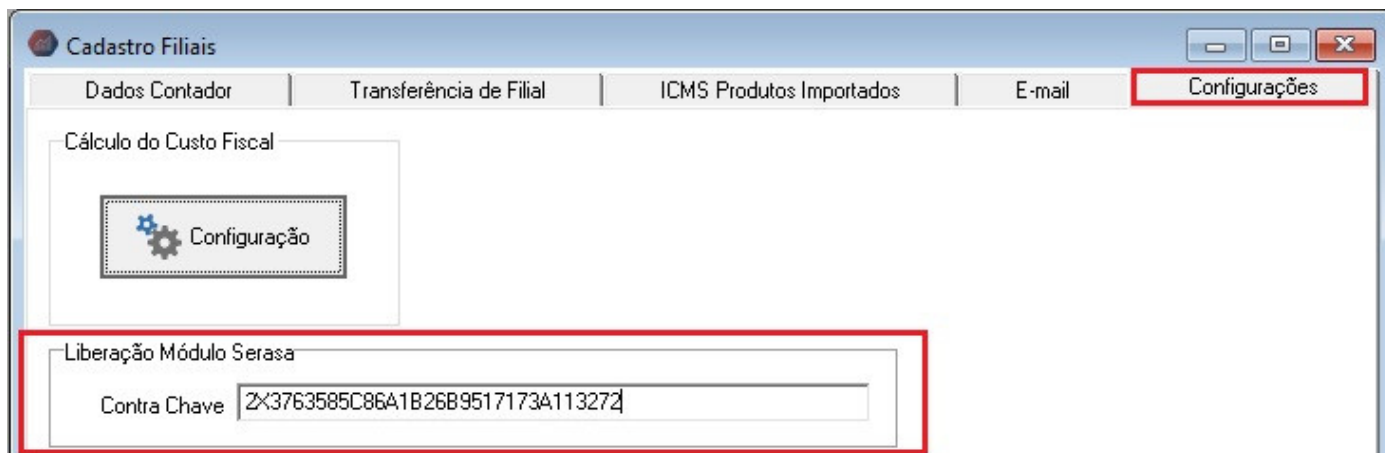 Cadastro Filiais
Dados Contador Transferência de Filial ICMS Produtos Importados E-mail Configurações
Cálculo do Custo Fiscal
Configuração
Liberação Módulo Serasa
Contra Chave 2X3763585C86A1B26B9517173A113272